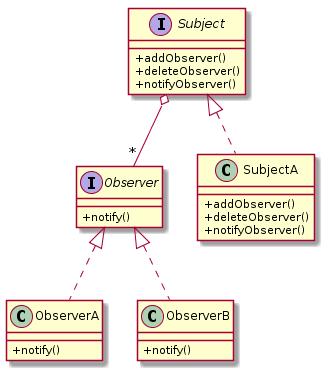 I Subject
+addObserver()
+deleteObserver()
+notifyObserver()
*
I Observer
+notify()
C SubjectA
+addObserver()
+deleteObserver()
+notifyObserver()
C ObserverA
+notify()
C ObserverB
+notify()